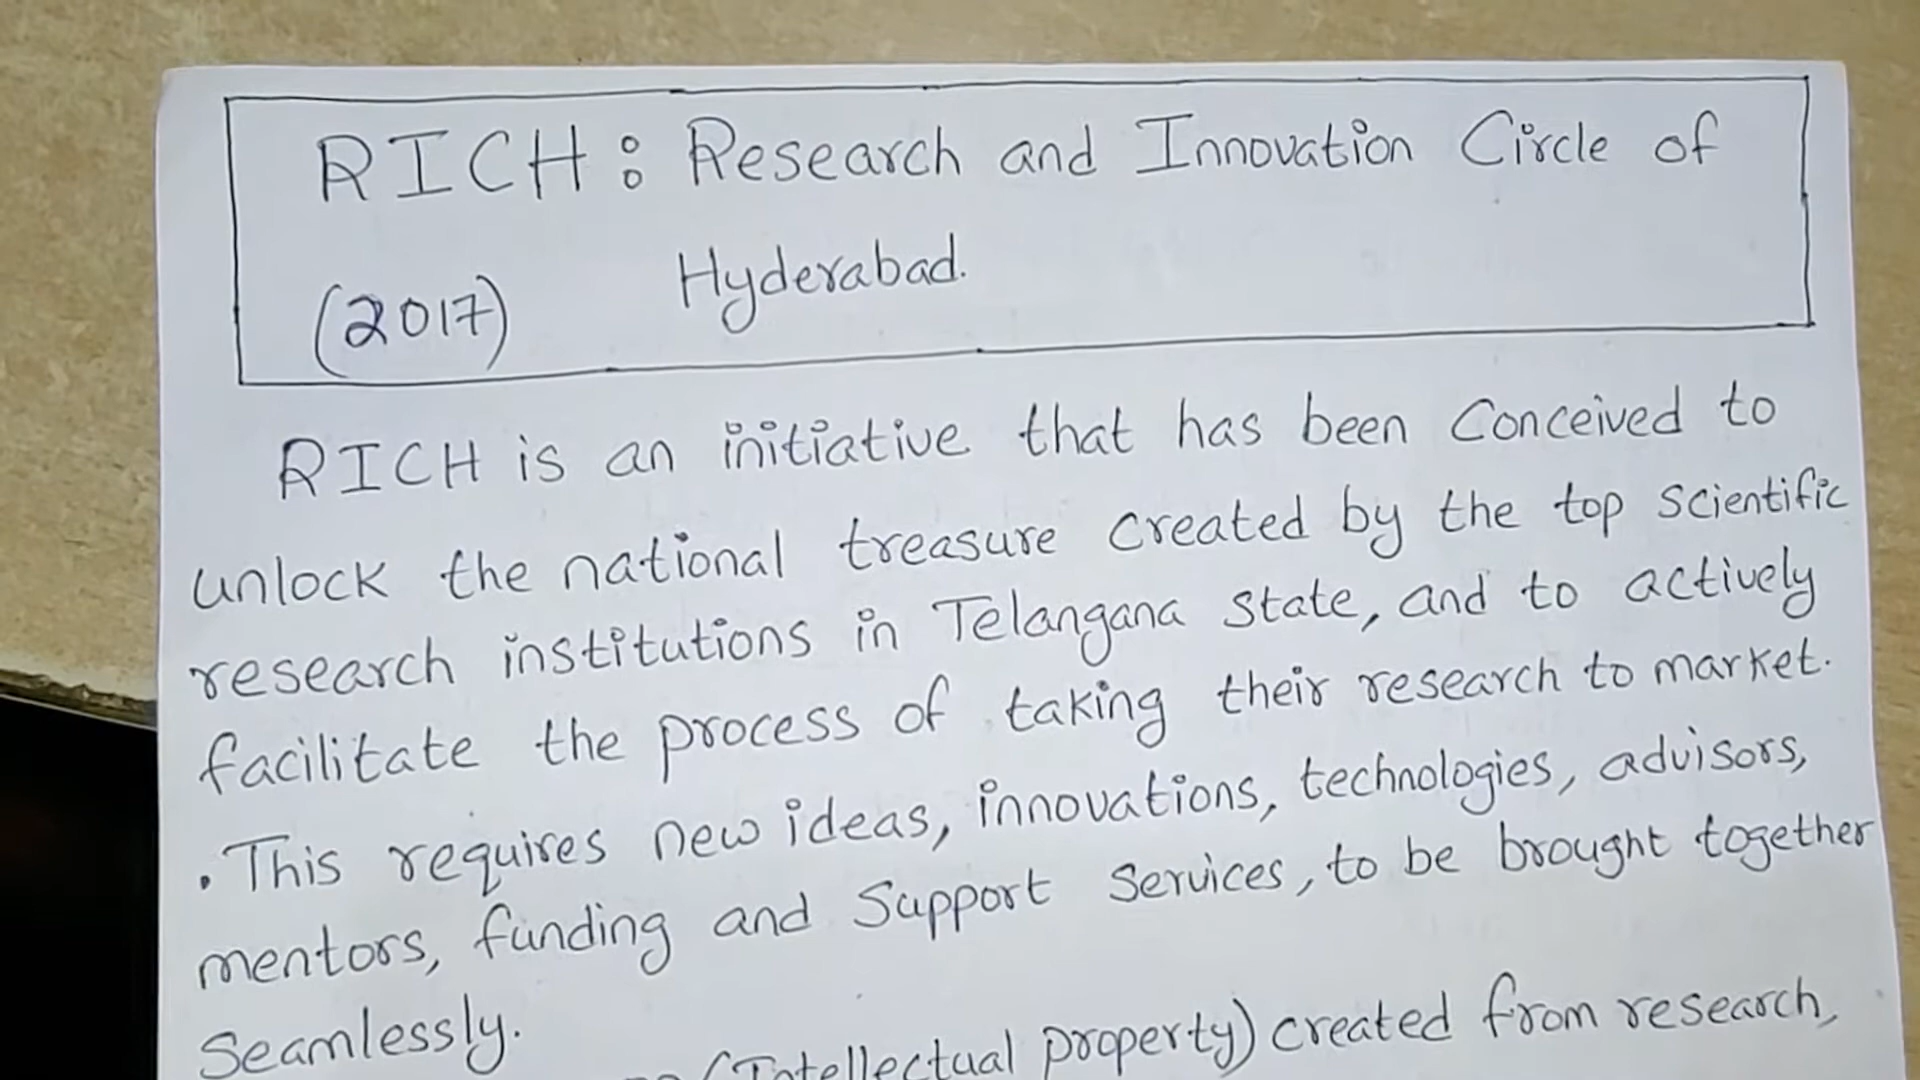 RICH: Research and Innovation Circle of
(2017) Hyderabad.
RICH is an initiative that has been Conceived to
unlock the national treasure created by the top Scientific
research institutions in Telangana State, and to actively
facilitate the process of taking their research to market.
. This requires new ideas, innovations, technologies, advisors,
mentors, funding and Support Services, to be brought together
Seamlessly.
(Intellectual property) created from research,